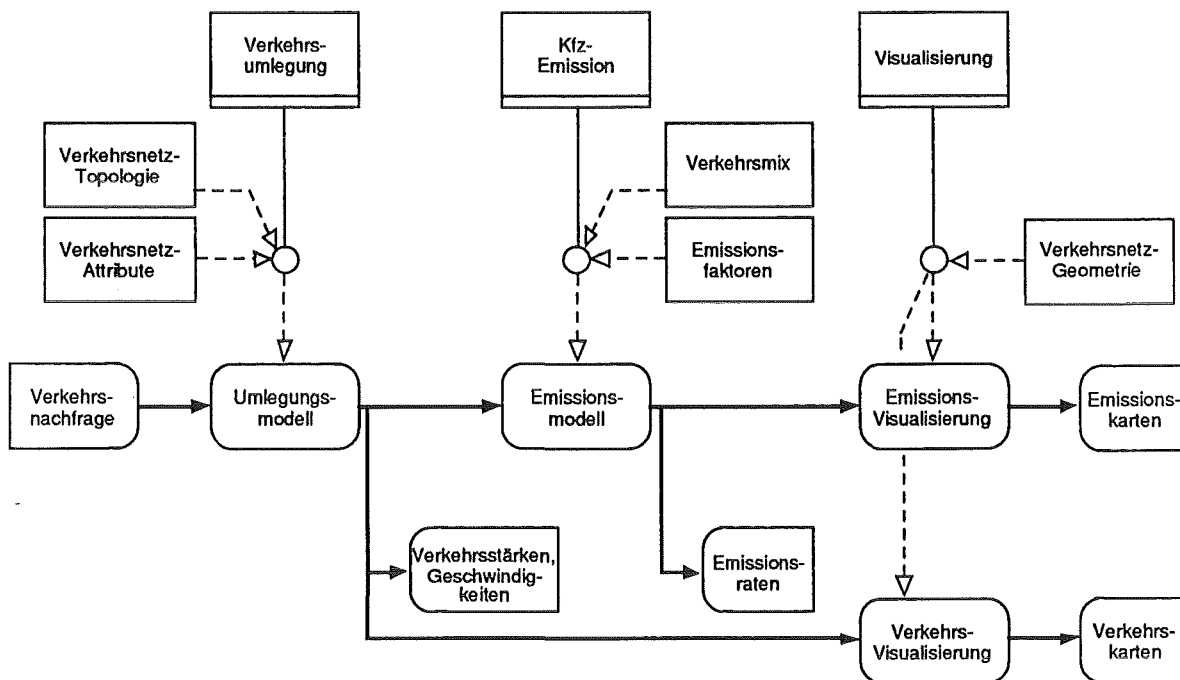 Verkehrs-
umlegung
Kfz-
Emission
Visualisierung
Verkehrsnetz-
Topologie
Verkehrsmix
Verkehrsnetz-
Attribute
Emissions-
faktoren
Verkehrsnetz-
Geometrie
Verkehrs-
nachfrage
Umlegungs-
modell
Emissions-
modell
Emissions-
Visualisierung
Emissions-
karten
Verkehrsstärken,
Geschwindig-
keiten
Emissions-
raten
Verkehrs-
Visualisierung
Verkehrs-
karten